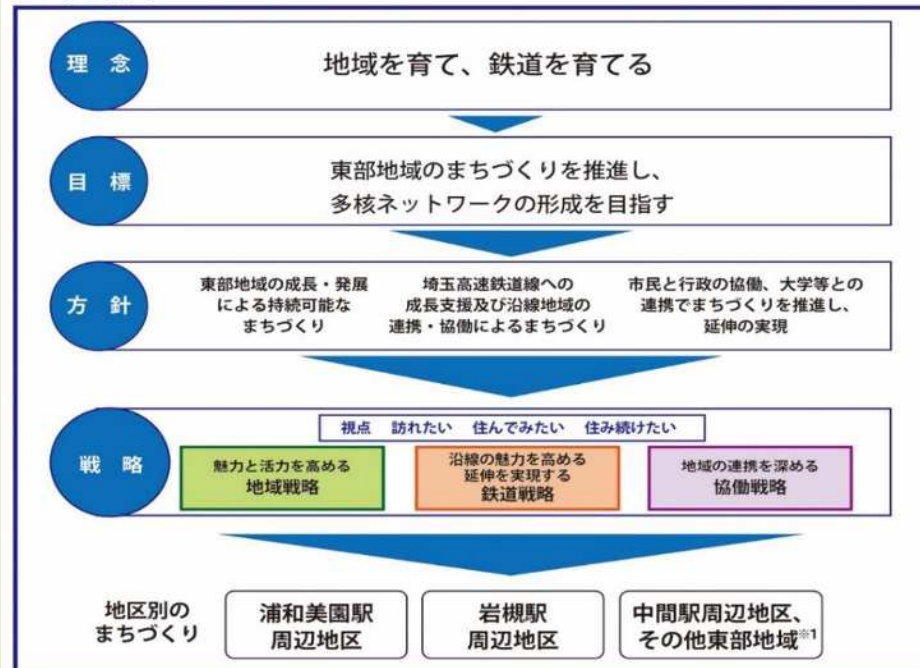 理　念
地域を育て、鉄道を育てる
目　標
東部地域のまちづくりを推進し、
多核ネットワークの形成を目指す
方　針
東部地域の成長・発展
による持続可能な
まちづくり
埼玉高速鉄道線への
成長支援及び沿線地域の
連携・協働によるまちづくり
市民と行政の協働、大学等との
連携でまちづくりを推進し、
延伸の実現
戦　略
視点　訪れたい　住んでみたい　住み続けたい
魅力と活力を高める
地域戦略
沿線の魅力を高める
延伸を実現する
鉄道戦略
地域の連携を深める
協働戦略
地区別の
まちづくり
浦和美園駅
周辺地区
岩槻駅
周辺地区
中間駅周辺地区、
その他東部地域※1